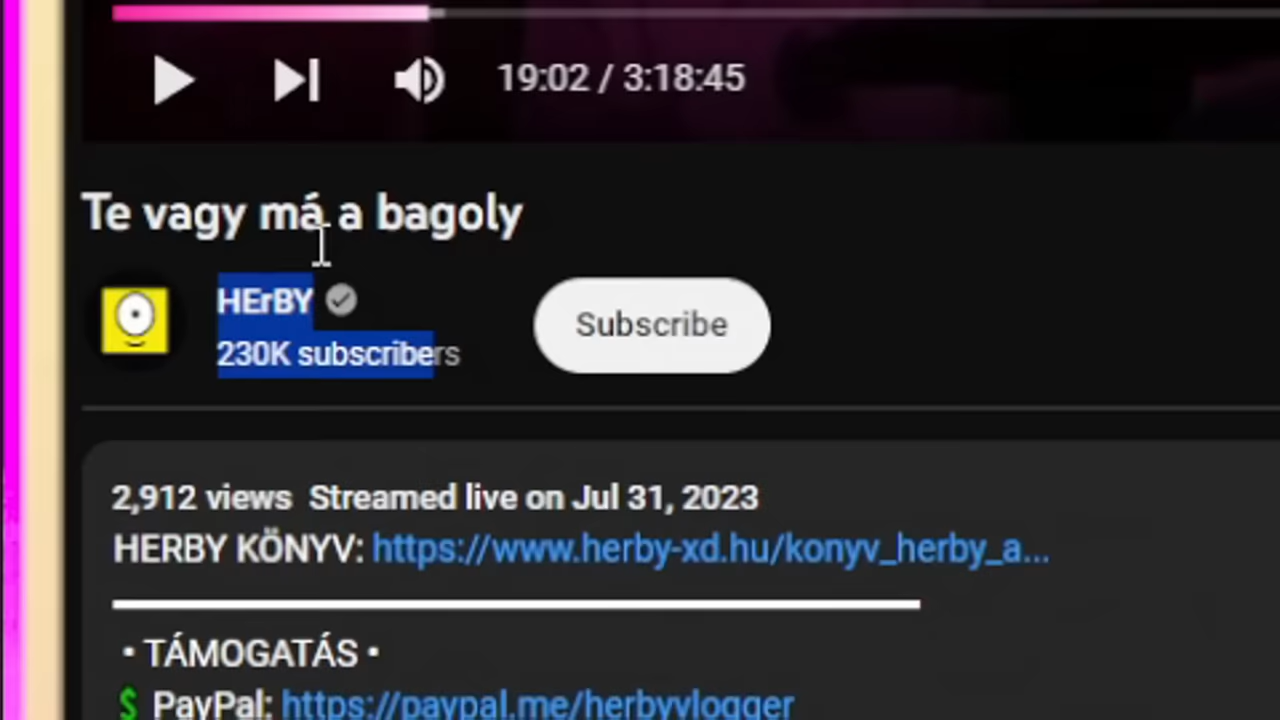 19:02 / 3:18:45
Te vagy má a bagoly
HErBY
230K subscribers
Subscribe
2,912 views Streamed live on Jul 31, 2023
HERBY KÖNYV: https://www.herby-xd.hu/konyv_herby_a...
• TÁMOGATÁS •
PayPal: https://paypal.me/herbyvlogger